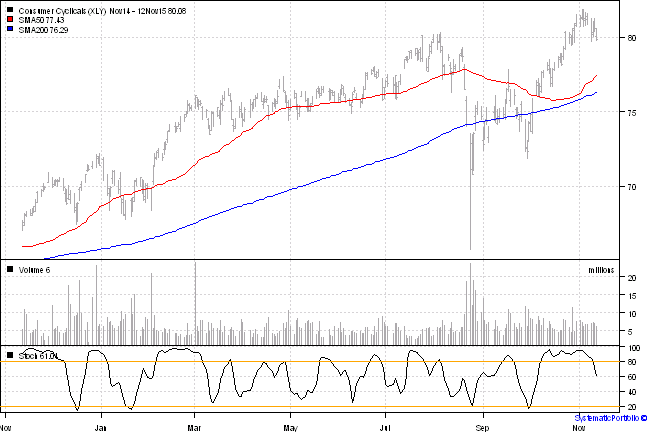 Consumer Cyclicals (XLY) Nov14 - 12Nov15 80.08
SMA50 77.43
SMA200 76.29
80
75
70
Volume 6
millions
20
15
10
5
Stoch 61.61
100
80
60
40
20
Nov Jan Mar May Jul Sep Nov
SystematicPortfolio ©